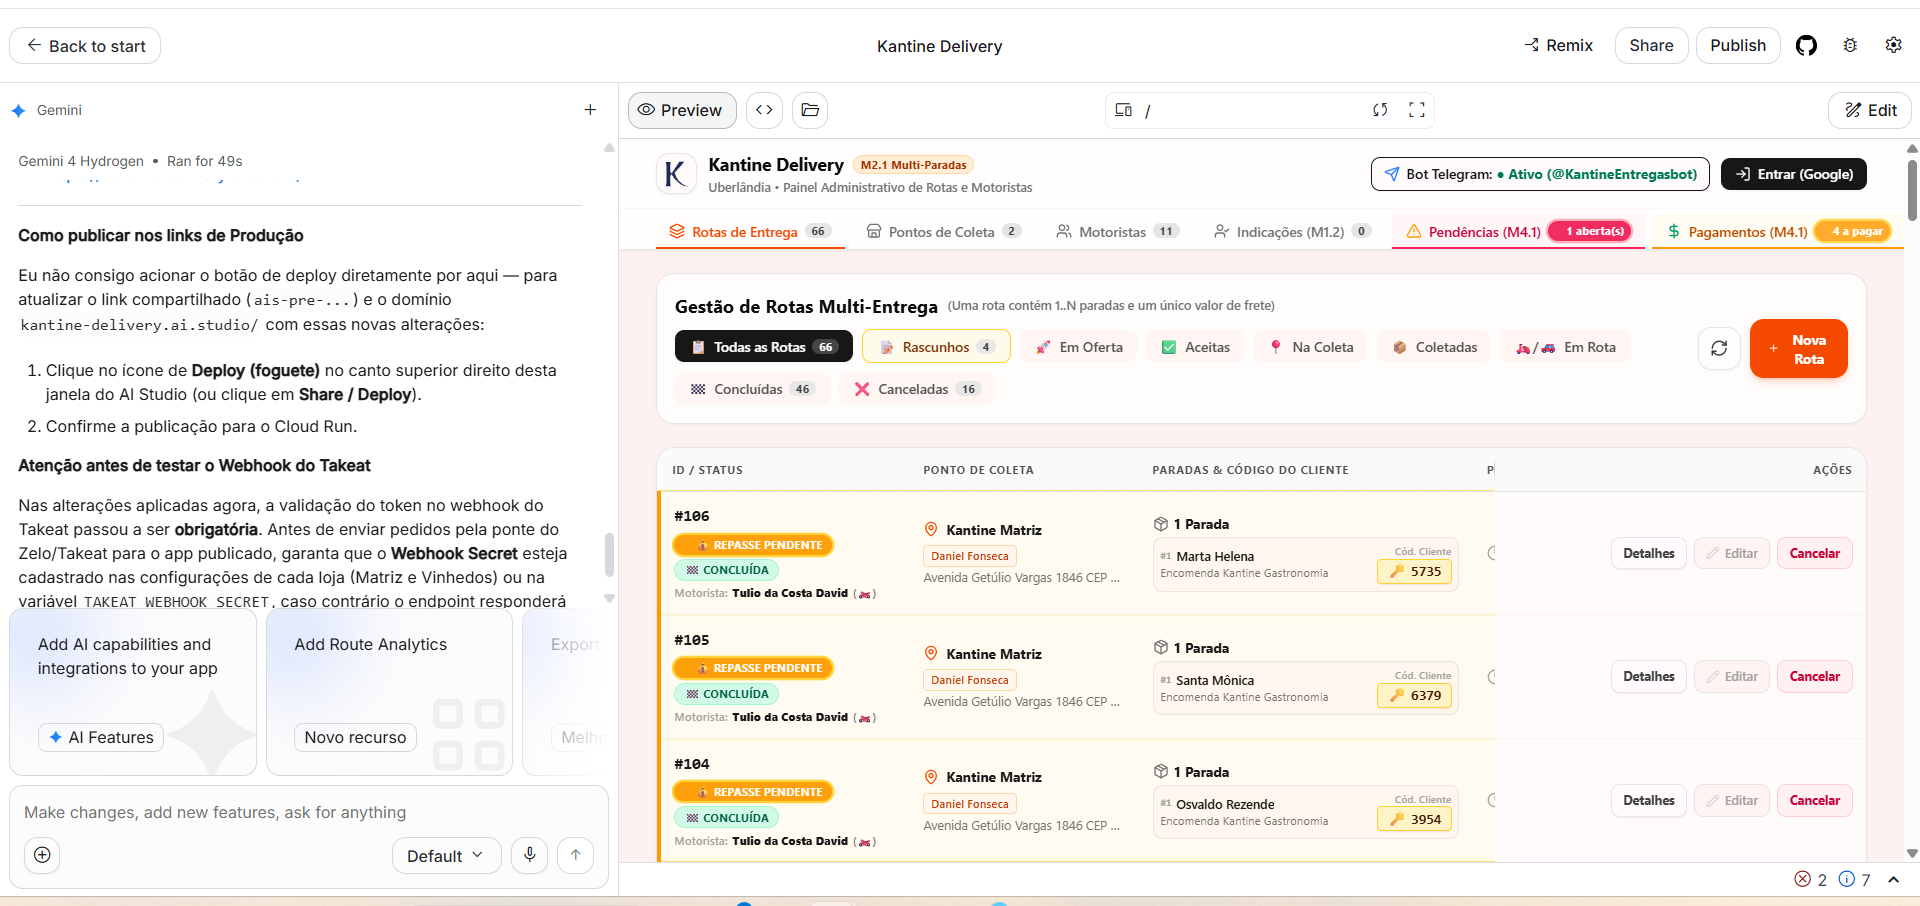 Back to start
Kantine Delivery
Remix
Share
Publish
Gemini
Gemini 4 Hydrogen • Ran for 49s
Como publicar nos links de Produção
Eu não consigo acionar o botão de deploy diretamente por aqui — para
atualizar o link compartilhado (ais-pre-...) e o domínio
kantine-delivery.ai.studio/ com essas novas alterações:
1. Clique no ícone de Deploy (foguete) no canto superior direito desta
janela do AI Studio (ou clique em Share / Deploy).
2. Confirme a publicação para o Cloud Run.
Atenção antes de testar o Webhook do Takeat
Nas alterações aplicadas agora, a validação do token no webhook do
Takeat passou a ser obrigatória. Antes de enviar pedidos pela ponte do
Zelo/Takeat para o app publicado, garanta que o Webhook Secret esteja
cadastrado nas configurações de cada loja (Matriz e Vinhedos) ou na
variável TAKEAT_WEBHOOK_SECRET, caso contrário o endpoint responderá
Add AI capabilities and
integrations to your app
AI Features
Add Route Analytics
Novo recurso
Export
Melho
Make changes, add new features, ask for anything
Default
Preview
/
Edit
K
Kantine Delivery
M2.1 Multi-Paradas
Uberlândia • Painel Administrativo de Rotas e Motoristas
Bot Telegram: • Ativo (@KantineEntregasbot)
Entrar (Google)
Rotas de Entrega 66
Pontos de Coleta 2
Motoristas 11
Indicações (M1.2) 0
Pendências (M4.1) 1 aberta(s)
Pagamentos (M4.1) 4 a pagar
Gestão de Rotas Multi-Entrega (Uma rota contém 1..N paradas e um único valor de frete)
Todas as Rotas 66
Rascunhos 4
Em Oferta
Aceitas
Na Coleta
Coletadas
Em Rota
Concluídas 46
Canceladas 16
+ Nova
Rota
ID / STATUS
PONTO DE COLETA
PARADAS & CÓDIGO DO CLIENTE
P
AÇÕES
#106
REPASSE PENDENTE
CONCLUÍDA
Motorista: Tulio da Costa David ( )
Kantine Matriz
Daniel Fonseca
Avenida Getúlio Vargas 1846 CEP ...
1 Parada
#1 Marta Helena
Encomenda Kantine Gastronomia
Cód. Cliente
5735
Detalhes
Editar
Cancelar
#105
REPASSE PENDENTE
CONCLUÍDA
Motorista: Tulio da Costa David ( )
Kantine Matriz
Daniel Fonseca
Avenida Getúlio Vargas 1846 CEP ...
1 Parada
#1 Santa Mônica
Encomenda Kantine Gastronomia
Cód. Cliente
6379
Detalhes
Editar
Cancelar
#104
REPASSE PENDENTE
CONCLUÍDA
Motorista: Tulio da Costa David ( )
Kantine Matriz
Daniel Fonseca
Avenida Getúlio Vargas 1846 CEP ...
1 Parada
#1 Osvaldo Rezende
Encomenda Kantine Gastronomia
Cód. Cliente
3954
Detalhes
Editar
Cancelar
2
7